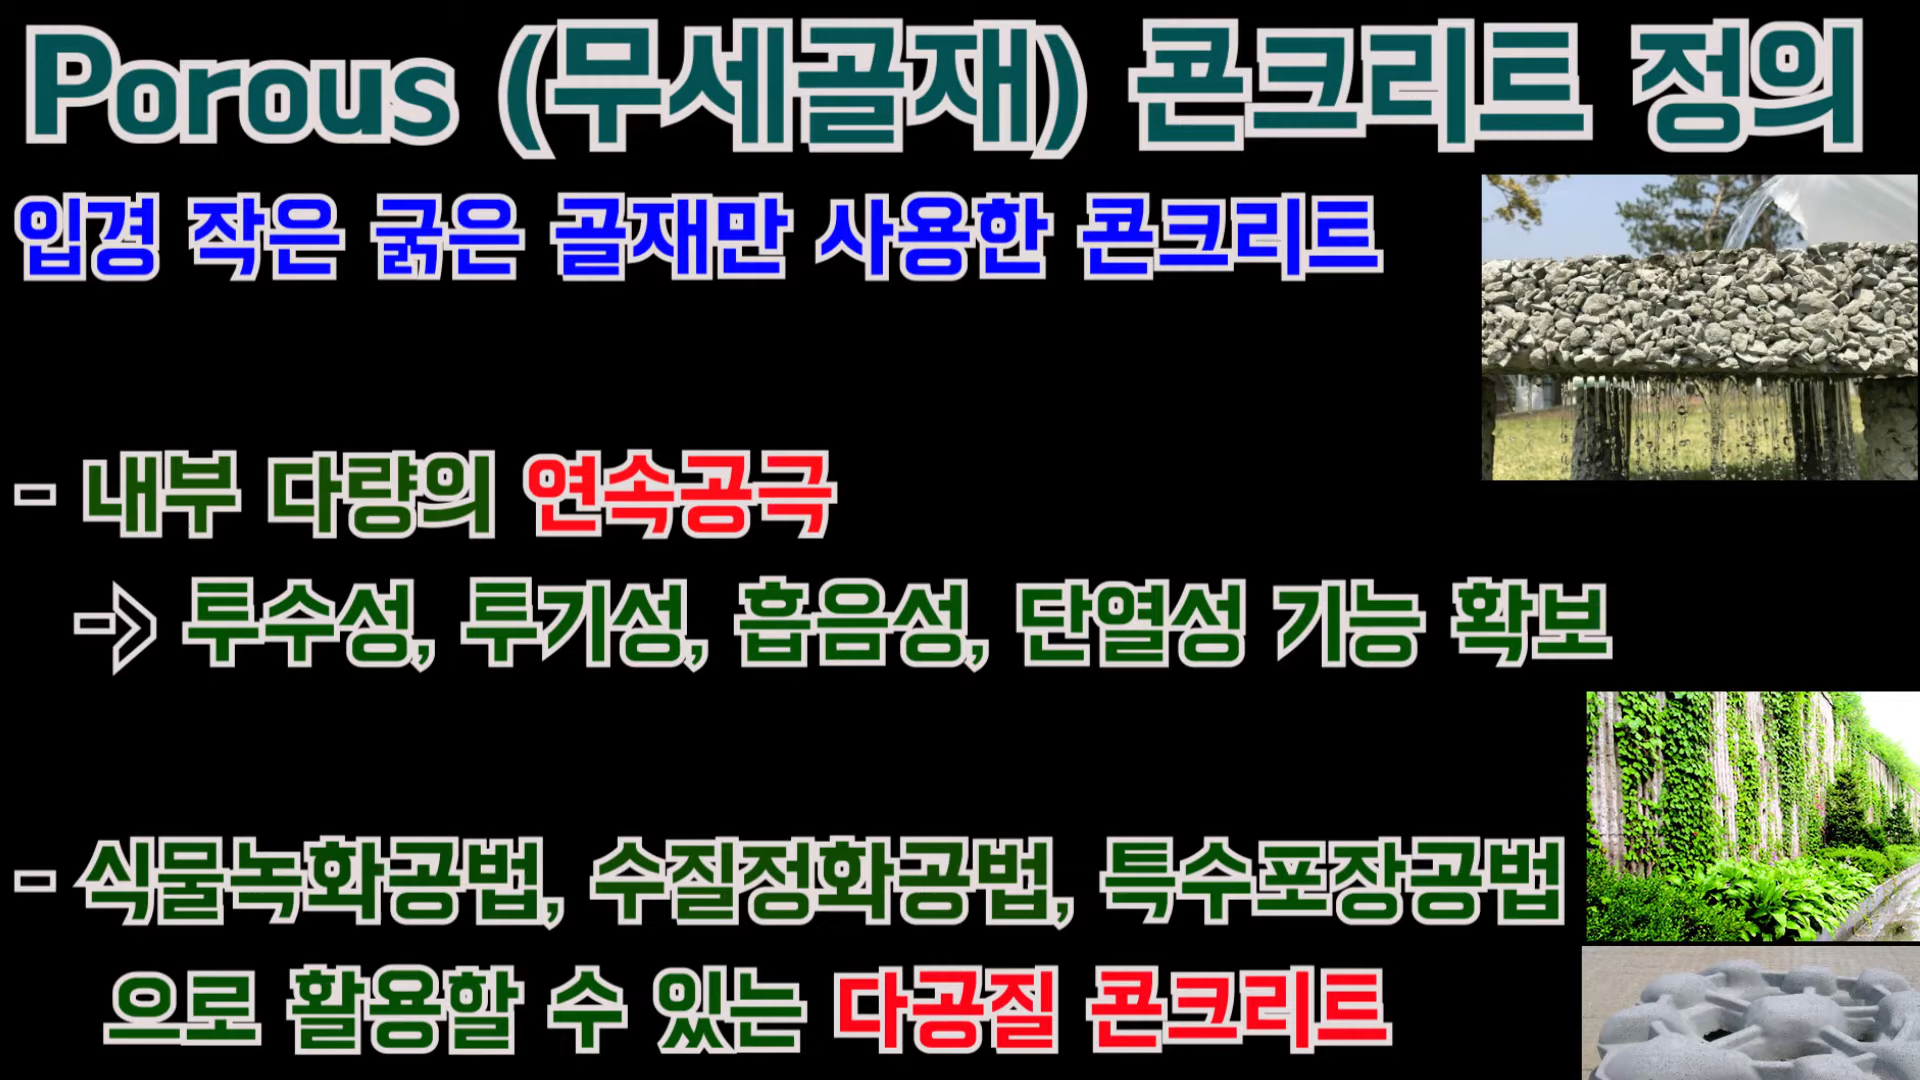 Porous (무세골재) 콘크리트 정의
입경 작은 굵은 골재만 사용한 콘크리트
- 내부 다량의 연속공극
-> 투수성, 투기성, 흡음성, 단열성 기능 확보
- 식물녹화공법, 수질정화공법, 특수포장공법
으로 활용할 수 있는 다공질 콘크리트